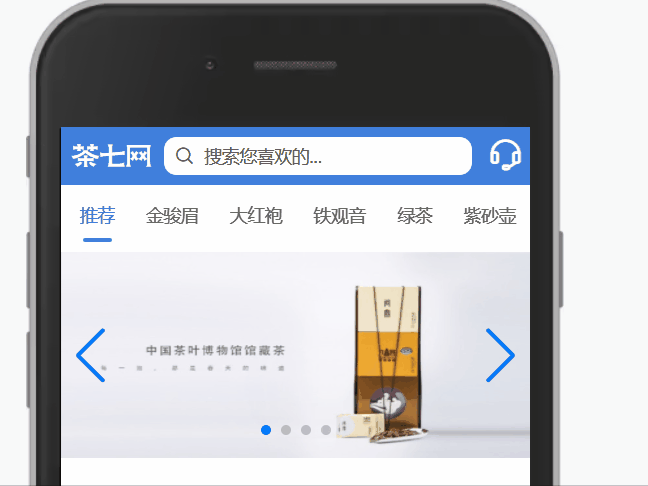 茶七网
搜索您喜欢的...
推荐 金骏眉 大红袍 铁观音 绿茶 紫砂壶
中国茶叶博物馆馆藏茶